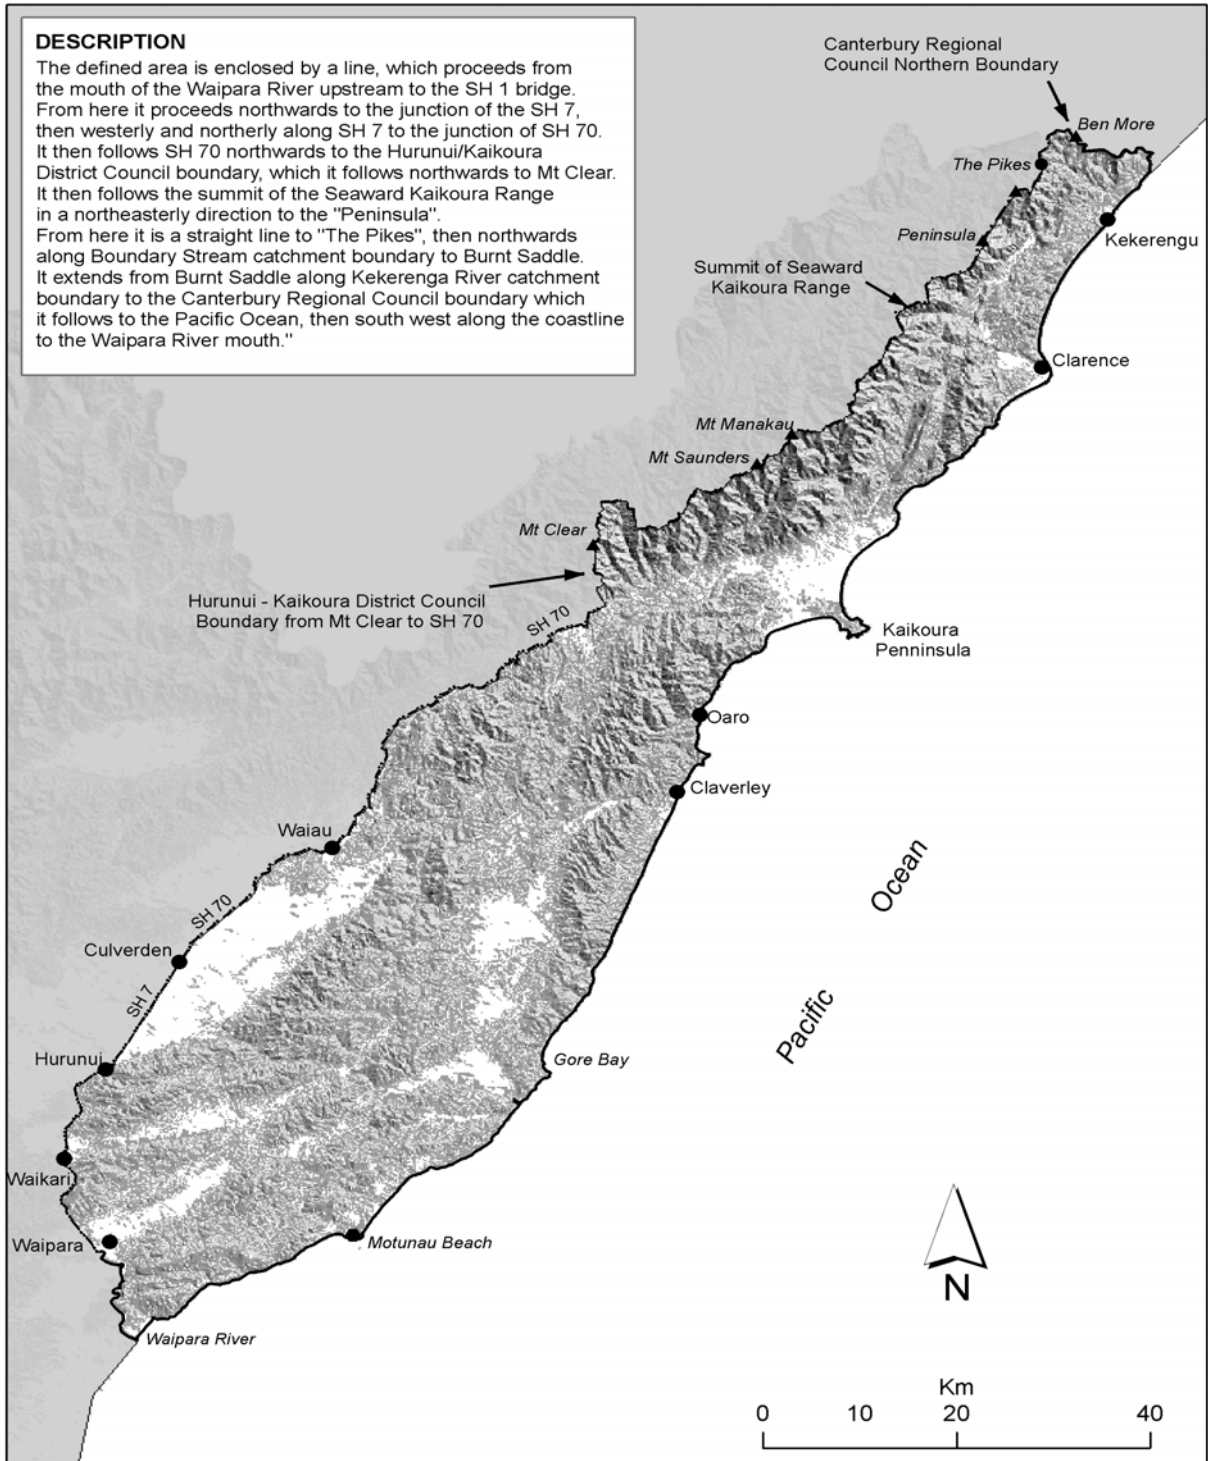 DESCRIPTION
The defined area is enclosed by a line, which proceeds from
the mouth of the Waipara River upstream to the SH 1 bridge.
From here it proceeds northwards to the junction of the SH 7,
then westerly and northerly along SH 7 to the junction of SH 70.
It then follows SH 70 northwards to the Hurunui/Kaikoura
District Council boundary, which it follows northwards to Mt Clear.
It then follows the summit of the Seaward Kaikoura Range
in a northeasterly direction to the "Peninsula".
From here it is a straight line to "The Pikes", then northwards
along Boundary Stream catchment boundary to Burnt Saddle.
It extends from Burnt Saddle along Kekerenga River catchment
boundary to the Canterbury Regional Council boundary which
it follows to the Pacific Ocean, then south west along the coastline
to the Waipara River mouth."
Canterbury Regional
Council Northern Boundary
Ben More
The Pikes
Kekerengu
Peninsula
Summit of Seaward
Kaikoura Range
Clarence
Mt Manakau
Mt Saunders
Mt Clear
Hurunui - Kaikoura District Council
Boundary from Mt Clear to SH 70
SH 70
Kaikoura
Penninsula
Oaro
Claverley
Waiau
Ocean
SH 70
Culverden
SH 7
Pacific
Hurunui
Gore Bay
Waikari
Waipara
Motunau Beach
N
Waipara River
Km
0 10 20 40